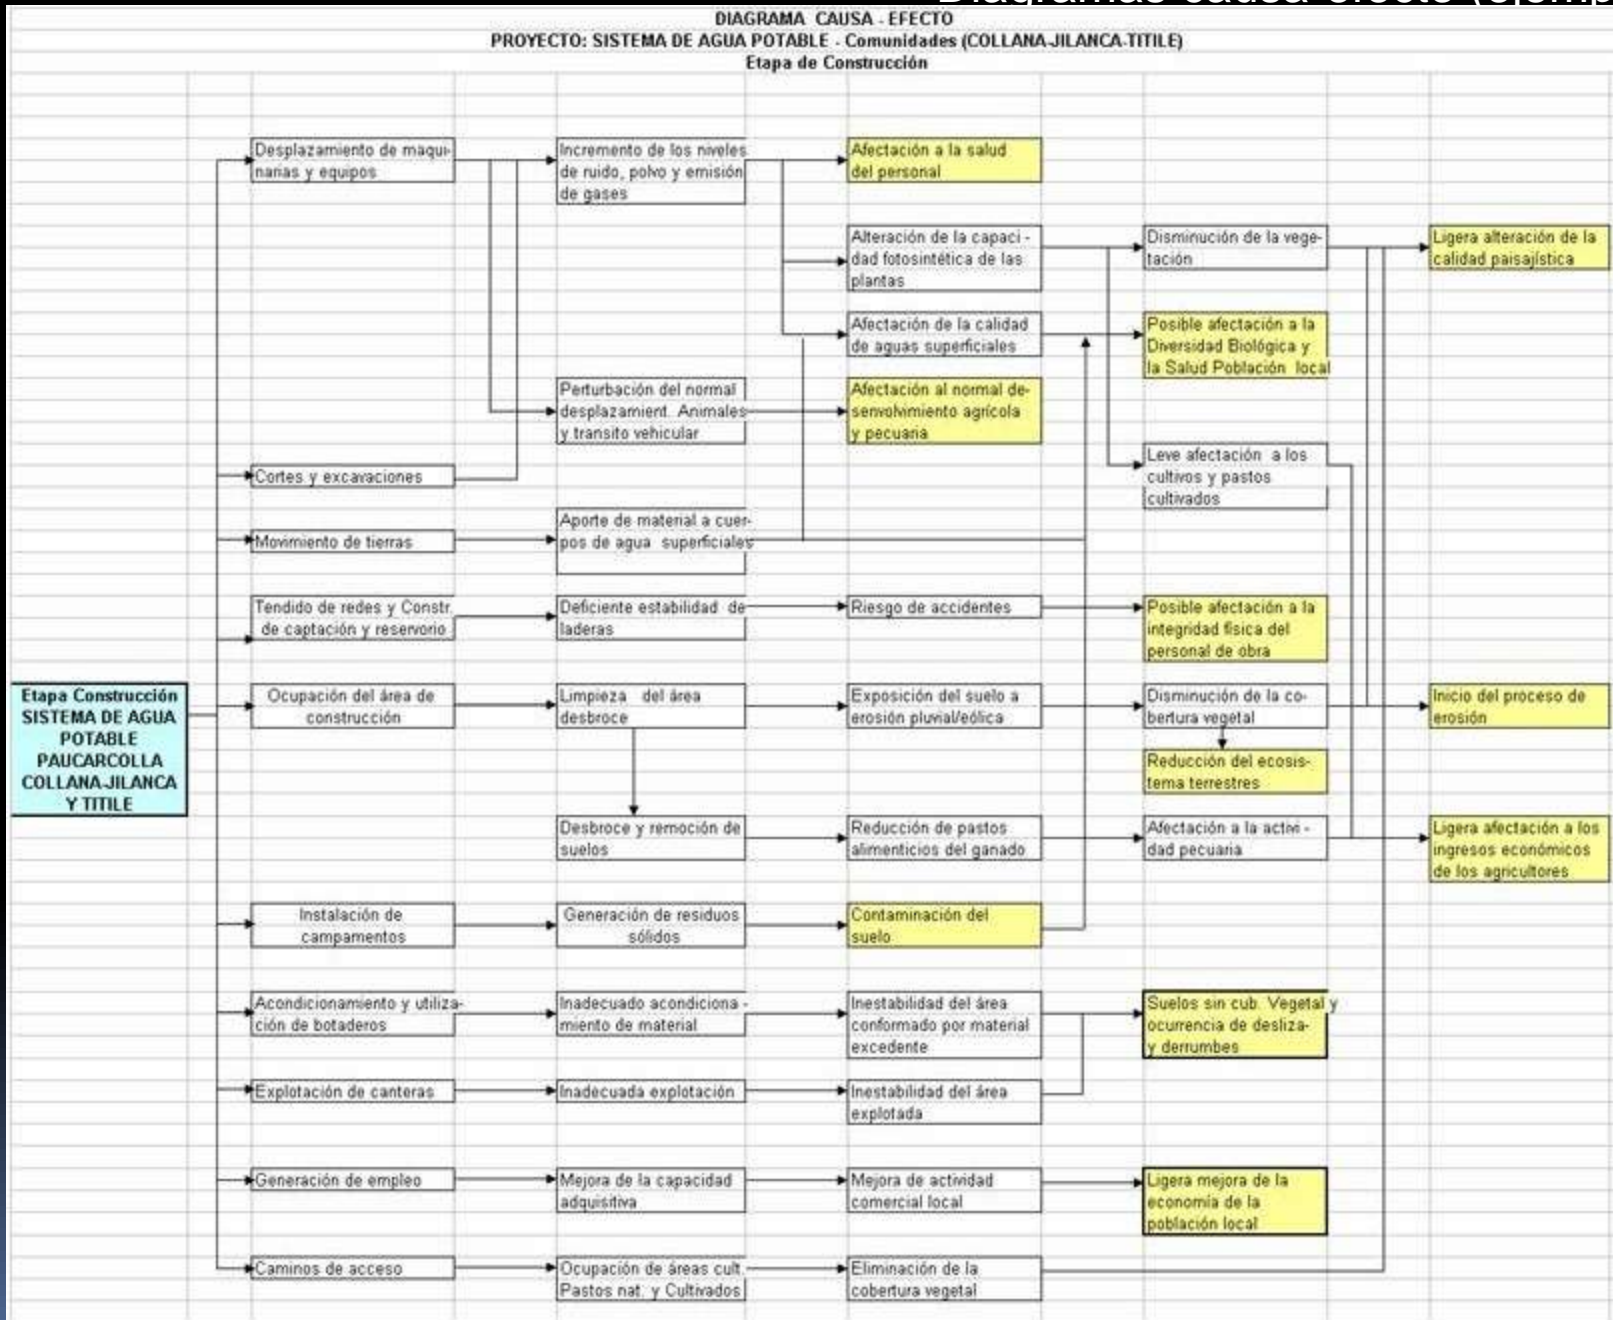 Diagramas causa efecto (ejemp
DIAGRAMA CAUSA - EFECTO
PROYECTO: SISTEMA DE AGUA POTABLE - Comunidades (COLLANA-JILANCA-TITILE)
Etapa de Construcción
Desplazamiento de maqui-
narias y equipos
Incremento de los niveles
de ruido, polvo y emisión
de gases
Afectación a la salud
del personal
Alteración de la capaci -
dad fotosintética de las
plantas
Disminución de la vege-
tación
Ligera alteración de la
calidad paisajística
Afectación de la calidad
de aguas superficiales
Posible afectación a la
Diversidad Biológica y
la Salud Población local
Perturbación del normal
desplazamient. Animales
y transito vehicular
Afectación al normal de-
senvolvimiento agrícola
y pecuaria
Cortes y excavaciones
Leve afectación a los
cultivos y pastos
cultivados
Movimiento de tierras
Aporte de material a cuer-
pos de agua superficiales
Tendido de redes y Constr.
de captación y reservorio
Deficiente estabilidad de
laderas
Riesgo de accidentes
Posible afectación a la
integridad física del
personal de obra
Etapa Construcción
SISTEMA DE AGUA
POTABLE
PAUCARCOLLA
COLLANA-JILANCA
Y TITILE
Ocupación del área de
construcción
Limpieza del área
desbroce
Exposición del suelo a
erosión pluvial/eólica
Disminución de la co-
bertura vegetal
Inicio del proceso de
erosión
Reducción del ecosis-
tema terrestres
Desbroce y remoción de
suelos
Reducción de pastos
alimenticios del ganado
Afectación a la activi -
dad pecuaria
Ligera afectación a los
ingresos económicos
de los agricultores
Instalación de
campamentos
Generación de residuos
sólidos
Contaminación del
suelo
Acondicionamiento y utiliza-
ción de botaderos
Inadecuado acondiciona -
miento de material
Inestabilidad del área
conformado por material
excedente
Suelos sin cub. Vegetal y
ocurrencia de desliza-
y derrumbes
Explotación de canteras
Inadecuada explotación
Inestabilidad del área
explotada
Generación de empleo
Mejora de la capacidad
adquisitiva
Mejora de actividad
comercial local
Ligera mejora de la
economía de la
población local
Caminos de acceso
Ocupación de áreas cult.
Pastos nat. y Cultivados
Eliminación de la
cobertura vegetal